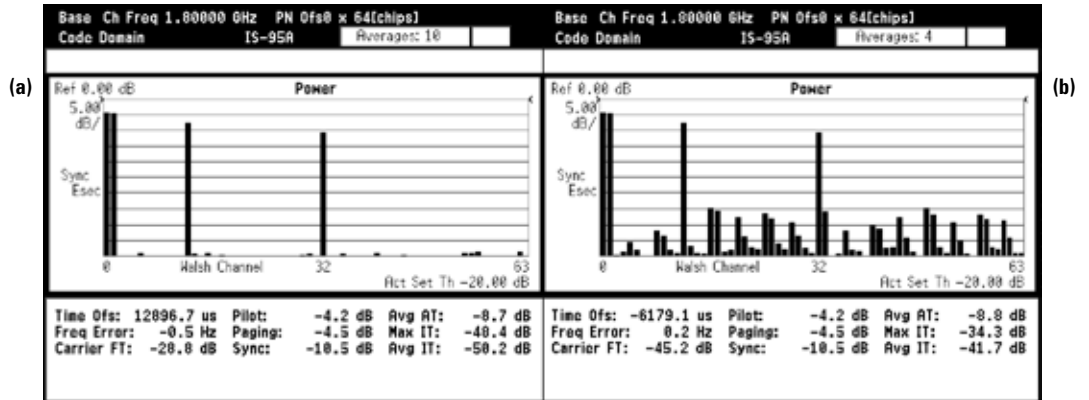 (a)
Base Ch Freq 1.80000 GHz PN Ofs0 x 64[chips]
Code Domain IS-95A Averages: 10
Ref 0.00 dB Power
5.00
dB/
Sync
Esec
0 Walsh Channel 32 63
Act Set Th -20.00 dB
Time Ofs: 12896.7 us Pilot: -4.2 dB Avg AT: -8.7 dB
Freq Error: -0.5 Hz Paging: -4.5 dB Max IT: -48.4 dB
Carrier FT: -28.8 dB Sync: -10.5 dB Avg IT: -50.2 dB
Base Ch Freq 1.80000 GHz PN Ofs0 x 64[chips]
Code Domain IS-95A Averages: 4
Ref 0.00 dB Power
5.00
dB/
Sync
Esec
0 Walsh Channel 32 63
Act Set Th -20.00 dB
Time Ofs: -6179.1 us Pilot: -4.2 dB Avg AT: -8.8 dB
Freq Error: 0.2 Hz Paging: -4.5 dB Max IT: -34.3 dB
Carrier FT: -45.2 dB Sync: -10.5 dB Avg IT: -41.7 dB
(b)